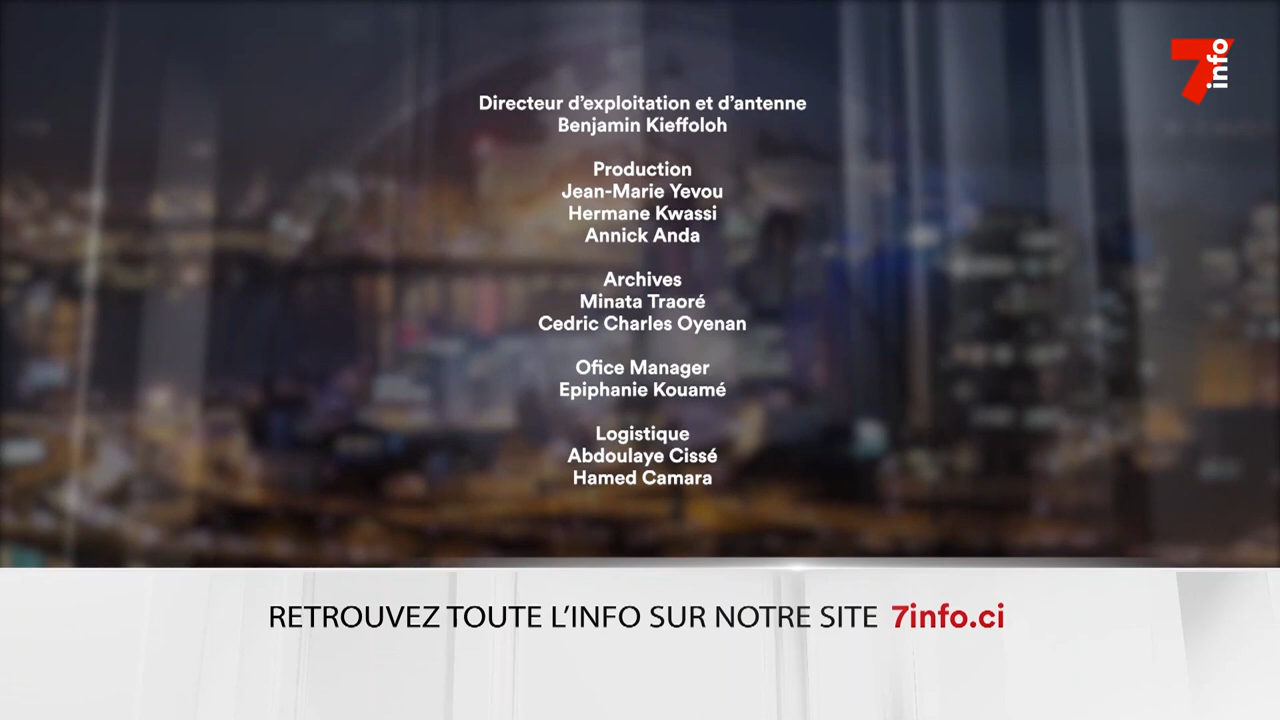 7info
Directeur d'exploitation et d'antenne
Benjamin Kieffoloh
Production
Jean-Marie Yevou
Hermane Kwassi
Annick Anda
Archives
Minata Traoré
Cedric Charles Oyenan
Ofice Manager
Epiphanie Kouamé
Logistique
Abdoulaye Cissé
Hamed Camara
RETROUVEZ TOUTE L'INFO SUR NOTRE SITE 7info.ci